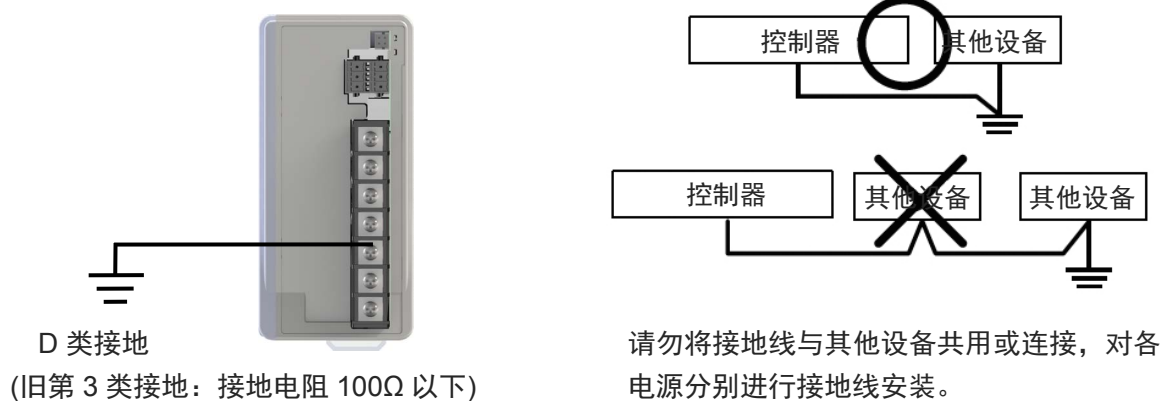 控制器
其他设备
控制器
其他设备
其他设备
D 类接地
(旧第 3 类接地：接地电阻 100Ω 以下)
请勿将接地线与其他设备共用或连接，对各
电源分别进行接地线安装。